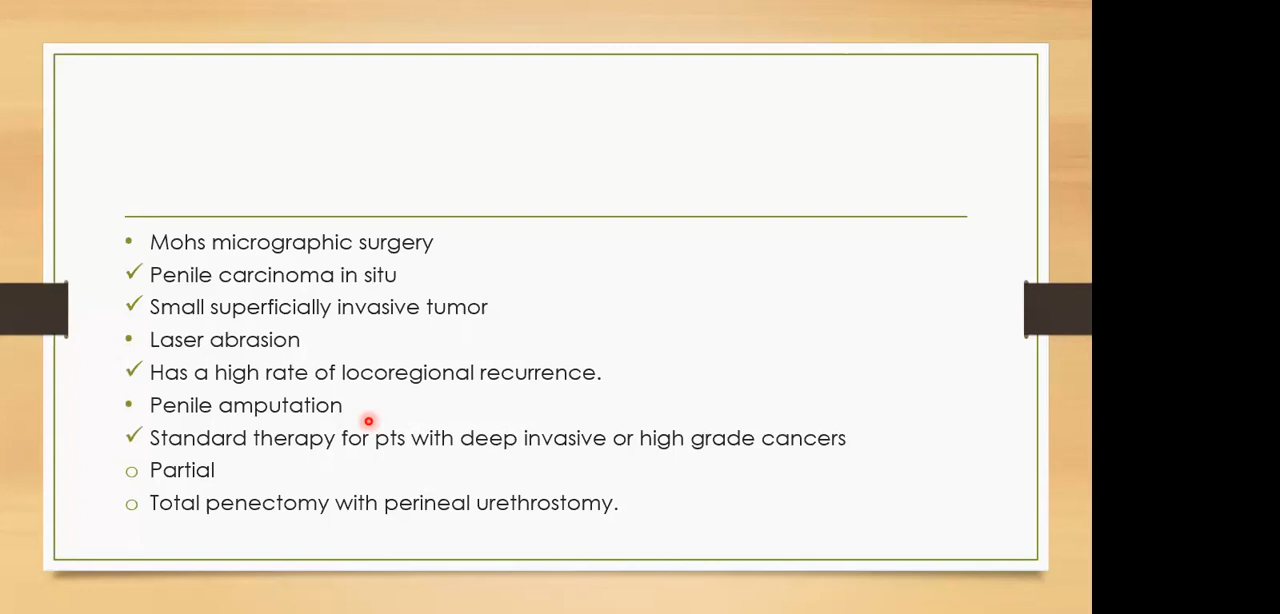 Mohs micrographic surgery
Penile carcinoma in situ
Small superficially invasive tumor
Laser abrasion
Has a high rate of locoregional recurrence.
Penile amputation
Standard therapy for pts with deep invasive or high grade cancers
Partial
Total penectomy with perineal urethrostomy.